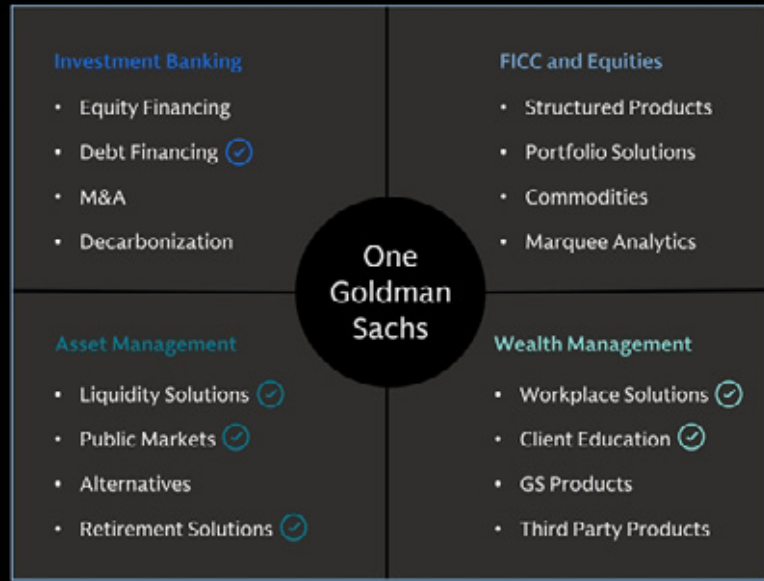 Investment Banking
• Equity Financing
• Debt Financing
• M&A
• Decarbonization
FICC and Equities
• Structured Products
• Portfolio Solutions
• Commodities
• Marquee Analytics
One
Goldman
Sachs
Asset Management
• Liquidity Solutions
• Public Markets
• Alternatives
• Retirement Solutions
Wealth Management
• Workplace Solutions
• Client Education
• GS Products
• Third Party Products